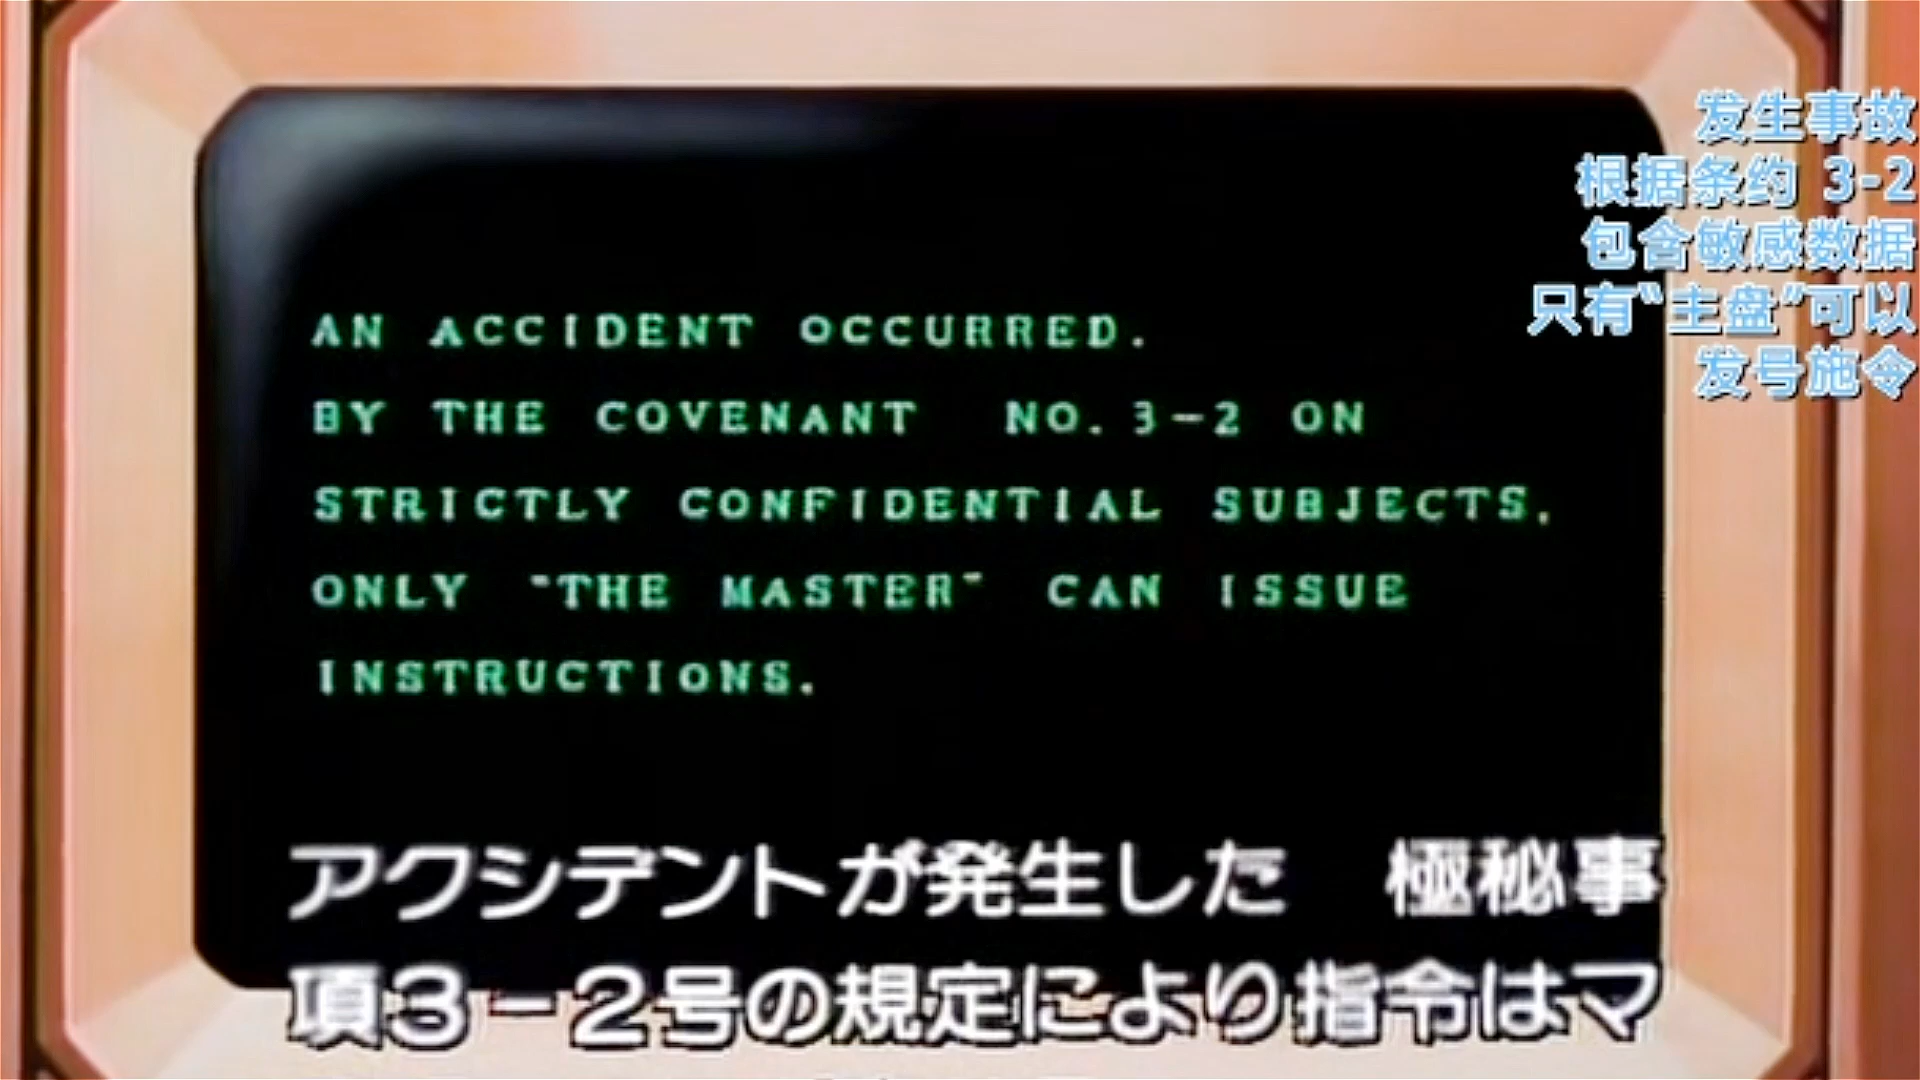 AN ACCIDENT OCCURRED.
BY THE COVENANT NO.3-2 ON
STRICTLY CONFIDENTIAL SUBJECTS.
ONLY "THE MASTER" CAN ISSUE
INSTRUCTIONS.
发生事故
根据条约 3-2
包含敏感数据
只有“主盘”可以
发号施令
アクシデントが発生した　極秘事
項３－２号の規定により指令はマ